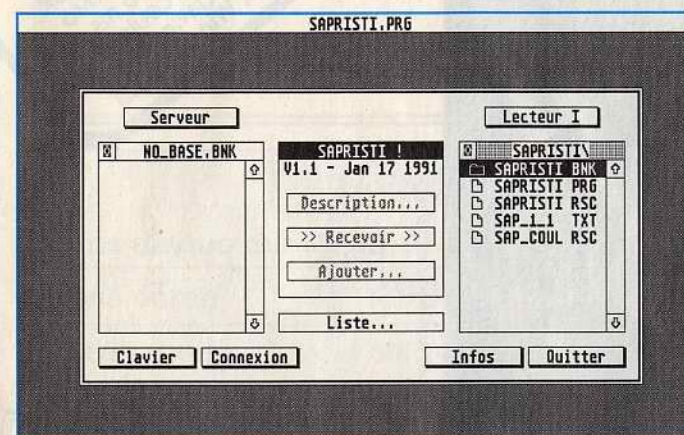 SAPRISTI.PRG
Serveur
Lecteur I
NO_BASE.BNK
SAPRISTI !
V1.1 - Jan 17 1991
Description...
>> Recevoir >>
Ajouter...
Liste...
SAPRISTI\
SAPRISTI BNK
SAPRISTI PRG
SAPRISTI RSC
SAP_1_1 TXT
SAP_COUL RSC
Clavier
Connexion
Infos
Quitter